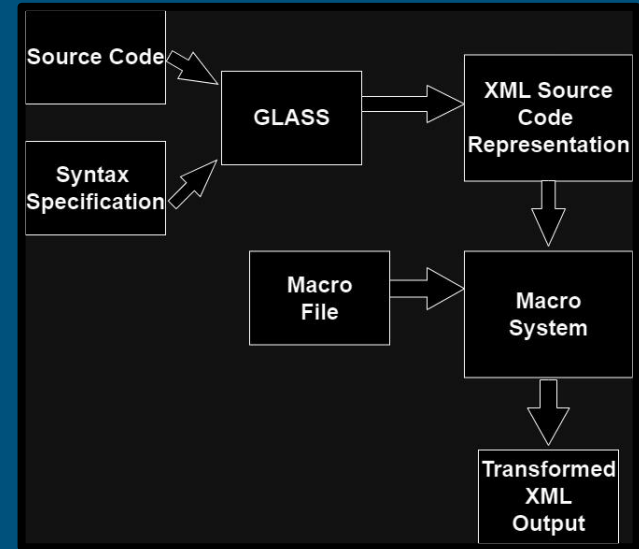 Source Code
GLASS
XML Source
Code
Representation
Syntax
Specification
Macro
File
Macro
System
Transformed
XML
Output